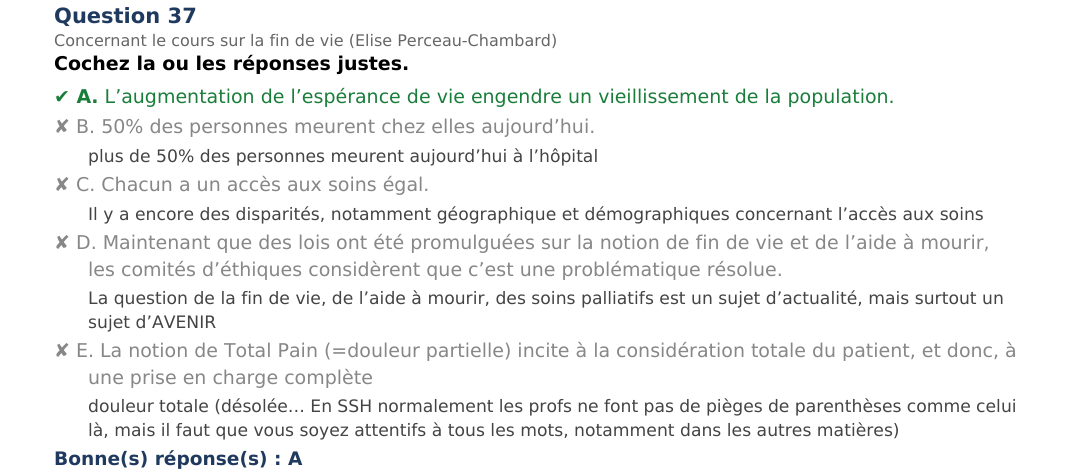 Question 37
Concernant le cours sur la fin de vie (Elise Perceau-Chambard)
Cochez la ou les réponses justes.
✔ A. L’augmentation de l’espérance de vie engendre un vieillissement de la population.
✘ B. 50% des personnes meurent chez elles aujourd’hui.
plus de 50% des personnes meurent aujourd’hui à l’hôpital
✘ C. Chacun a un accès aux soins égal.
Il y a encore des disparités, notamment géographique et démographiques concernant l’accès aux soins
✘ D. Maintenant que des lois ont été promulguées sur la notion de fin de vie et de l’aide à mourir,
les comités d’éthiques considèrent que c’est une problématique résolue.
La question de la fin de vie, de l’aide à mourir, des soins palliatifs est un sujet d’actualité, mais surtout un
sujet d’AVENIR
✘ E. La notion de Total Pain (=douleur partielle) incite à la considération totale du patient, et donc, à
une prise en charge complète
douleur totale (désolée… En SSH normalement les profs ne font pas de pièges de parenthèses comme celui
là, mais il faut que vous soyez attentifs à tous les mots, notamment dans les autres matières)
Bonne(s) réponse(s) : A